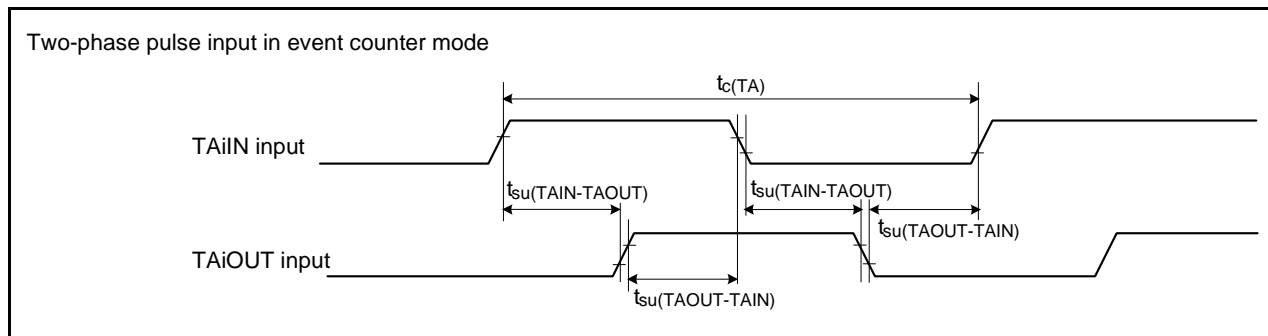 Two-phase pulse input in event counter mode
tc(TA)
TAiIN input
tsu(TAIN-TAOUT)
tsu(TAIN-TAOUT)
tsu(TAOUT-TAIN)
TAiOUT input
tsu(TAOUT-TAIN)